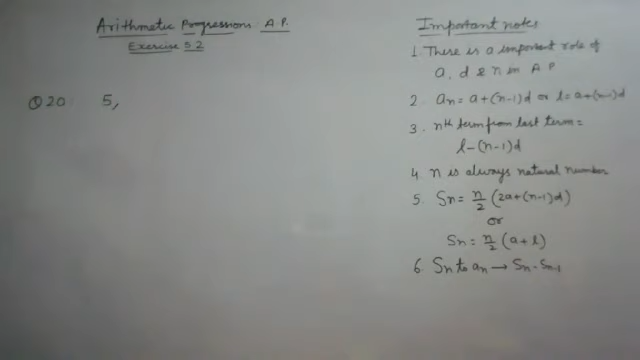 Arithmetic Progressions A.P.
Exercise 5.2
Q20. 5,
Important notes
1. There is a important role of
a, d & n in A P
2. an = a+(n-1)d or l = a+(n-1)d
3. nth term from last term =
l-(n-1)d
4. n is always natural number
5. Sn = n/2 (2a+(n-1)d)
or
Sn = n/2 (a+l)
6. Sn to an → Sn - Sn-1